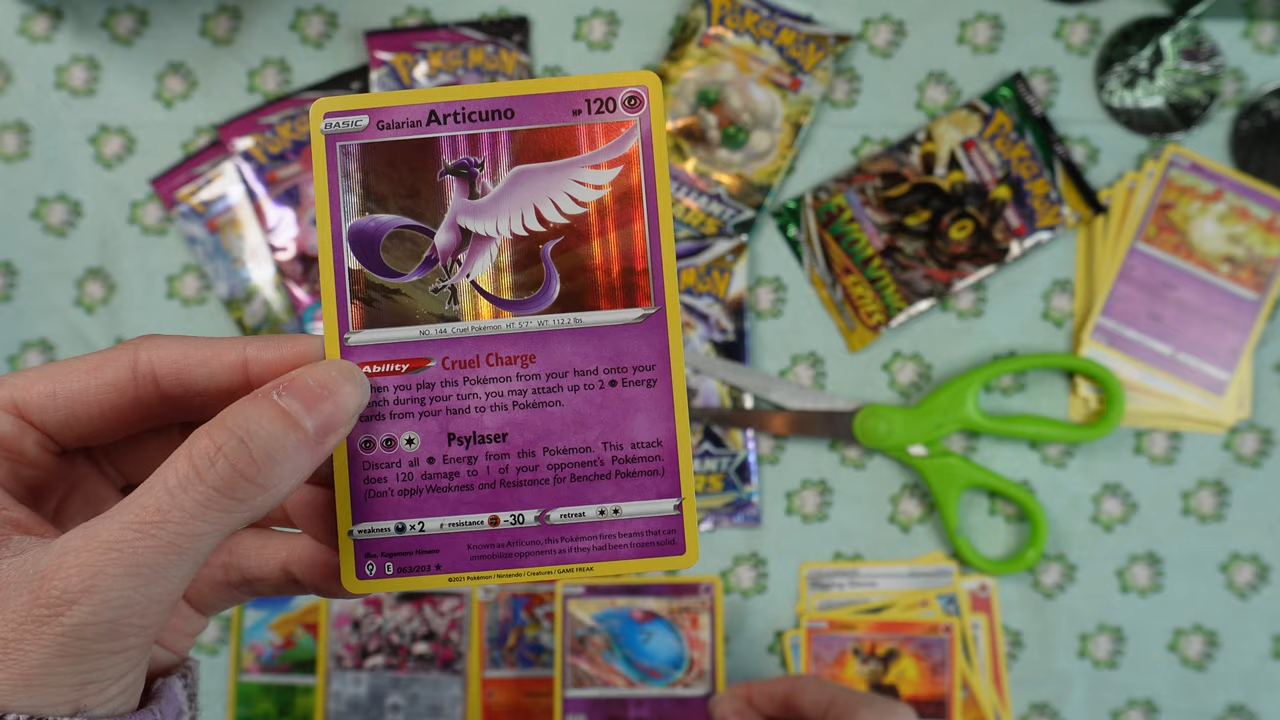 POKéMON
POKéMON
POKéMON
POKéMON
EVOLVING
SKIES
BASIC Galarian Articuno HP 120
NO. 144 Cruel Pokémon HT: 5'7" WT: 112.2 lbs.
Ability Cruel Charge
hen you play this Pokémon from your hand onto your
ench during your turn, you may attach up to 2 Energy
ards from your hand to this Pokémon.
Psylaser
Discard all Energy from this Pokémon. This attack
does 120 damage to 1 of your opponent's Pokémon.
(Don't apply Weakness and Resistance for Benched Pokémon.)
weakness ×2 resistance -30 retreat
Illus. Kagemaru Himeno
Known as Articuno, this Pokémon fires beams that can
immobilize opponents as if they had been frozen solid.
E 063/203 ★
©2021 Pokémon / Nintendo / Creatures / GAME FREAK